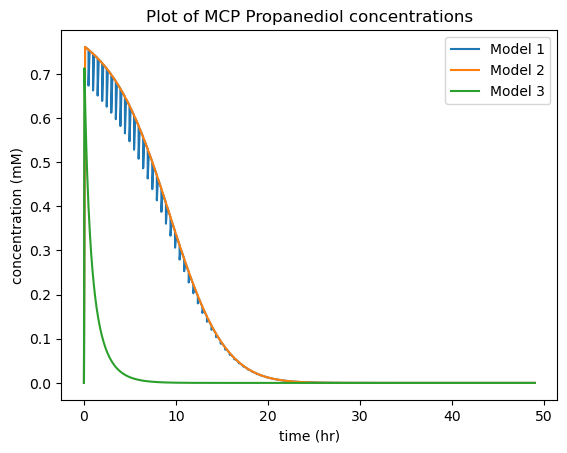 Plot of MCP Propanediol concentrations
Model 1
Model 2
Model 3
concentration (mM)
0.7
0.6
0.5
0.4
0.3
0.2
0.1
0.0
0 10 20 30 40 50
time (hr)